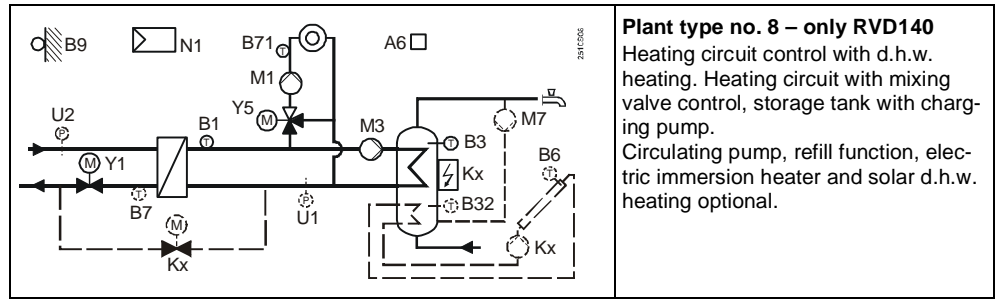 B9
N1
B71
A6
251C806
M1
U2
P
T
B1
T
Y5
M
M3
M7
B3
T
M
Y1
B6
T
Kx
B7
T
P
U1
B32
T
M
Kx
Kx
Plant type no. 8 – only RVD140
Heating circuit control with d.h.w.
heating. Heating circuit with mixing
valve control, storage tank with charg-
ing pump.
Circulating pump, refill function, elec-
tric immersion heater and solar d.h.w.
heating optional.